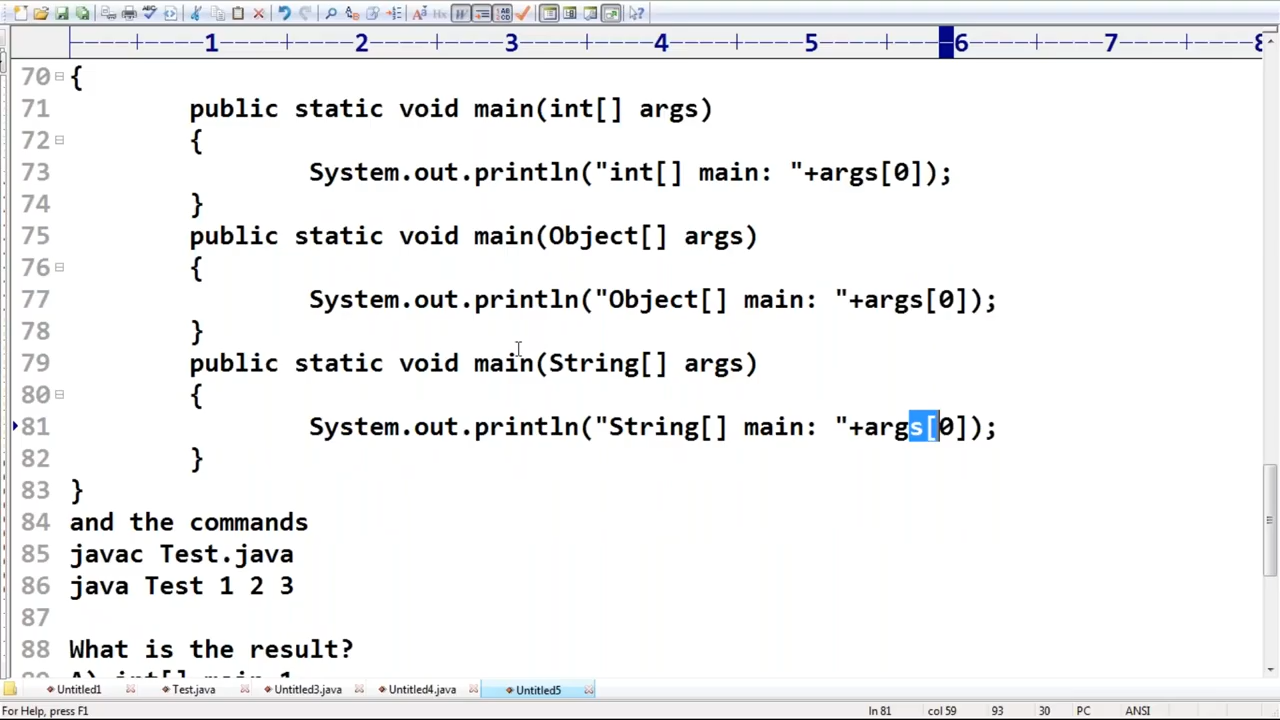 1 2 3 4 5 6 7 8
70 {
71 public static void main(int[] args)
72 {
73 System.out.println("int[] main: "+args[0]);
74 }
75 public static void main(Object[] args)
76 {
77 System.out.println("Object[] main: "+args[0]);
78 }
79 public static void main(String[] args)
80 {
81 System.out.println("String[] main: "+args[0]);
82 }
83 }
84 and the commands
85 javac Test.java
86 java Test 1 2 3
87
88 What is the result?
89 A) int[] main 1
Untitled1 Test.java Untitled3.java Untitled4.java Untitled5
For Help, press F1 ln 81 col 59 93 30 PC ANSI